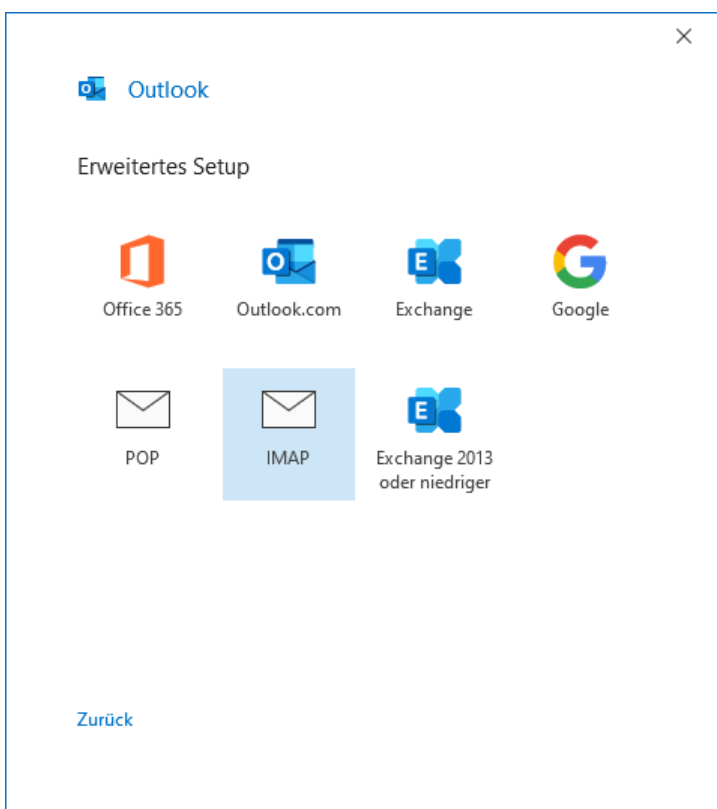 Outlook
Erweitertes Setup
Office 365
Outlook.com
Exchange
Google
POP
IMAP
Exchange 2013
oder niedriger
Zurück